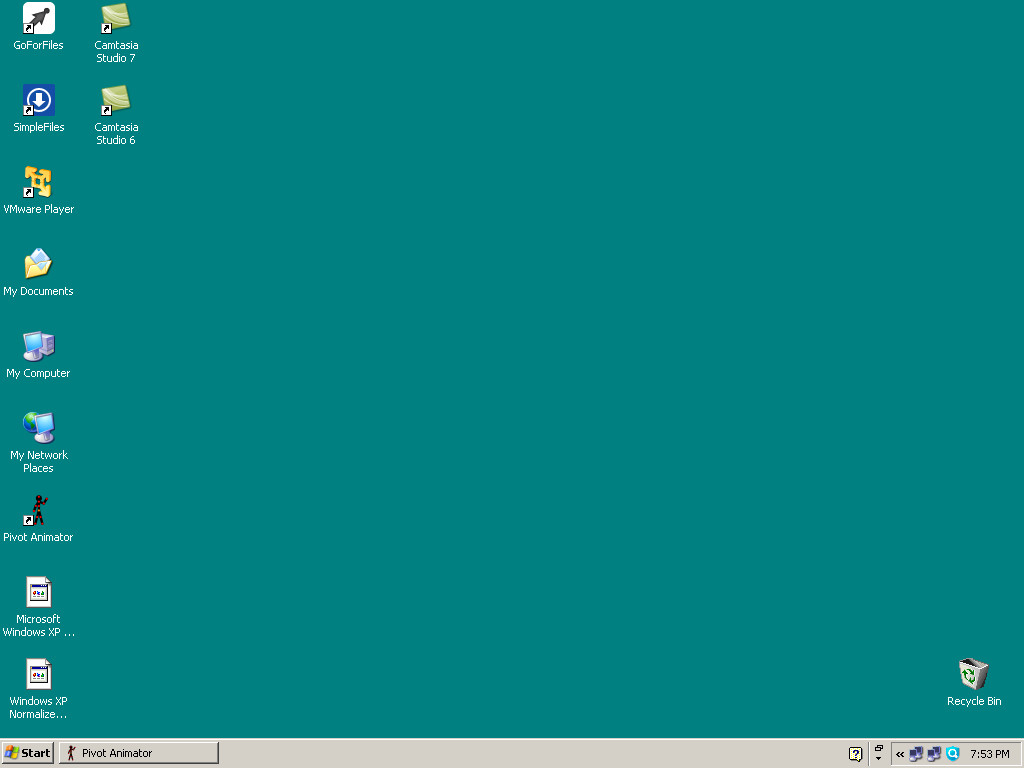 GoForFiles
Camtasia
Studio 7
SimpleFiles
Camtasia
Studio 6
VMware Player
My Documents
My Computer
My Network
Places
Pivot Animator
Microsoft
Windows XP ...
Windows XP
Normalize...
Recycle Bin
Start
Pivot Animator
?
«
7:53 PM